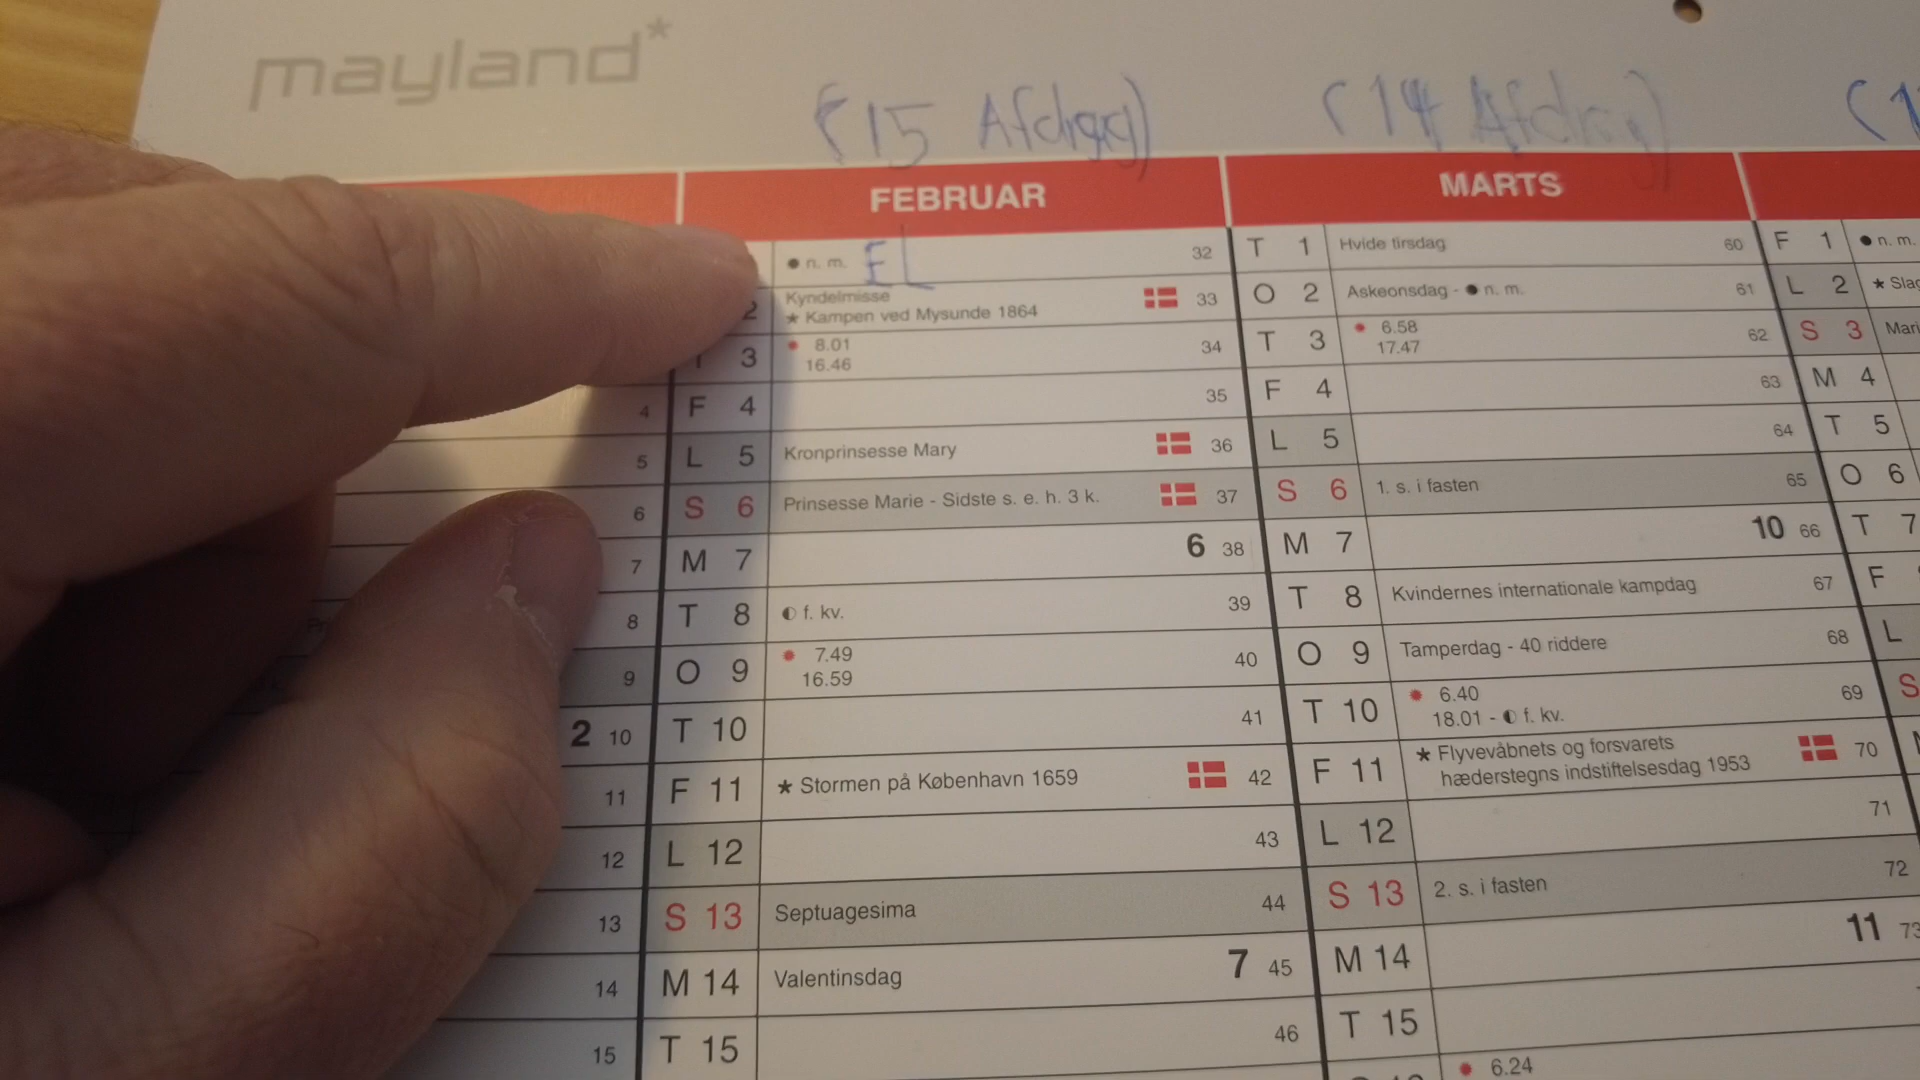 mayland*
(15 Afdrag)
(14 Afdrag)
FEBRUAR
● n. m. EL 32
2 Kyndelmisse
★ Kampen ved Mysunde 1864 33
T 3 8.01
16.46 34
F 4 35
L 5 Kronprinsesse Mary 36
S 6 Prinsesse Marie - Sidste s. e. h. 3 k. 37
M 7 6 38
T 8 f. kv. 39
O 9 7.49
16.59 40
T 10 41
F 11 ★ Stormen på København 1659 42
L 12 43
S 13 Septuagesima 44
M 14 Valentinsdag 7 45
T 15 46
MARTS
T 1 Hvide tirsdag 60
O 2 Askeonsdag - ● n. m. 61
T 3 6.58
17.47 62
F 4 63
L 5 64
S 6 1. s. i fasten 65
M 7 10 66
T 8 Kvindernes internationale kampdag 67
O 9 Tamperdag - 40 riddere 68
T 10 6.40
18.01 - f. kv. 69
F 11 ★ Flyvevåbnets og forsvarets
hæderstegns indstiftelsesdag 1953 70
L 12 71
S 13 2. s. i fasten 72
M 14 11 73
T 15
6.24
F 1 ● n. m.
L 2 ★
S 3
M 4
T 5
O 6
T 7
F
L
S
4
5
6
7
8
9
2 10
11
12
13
14
15